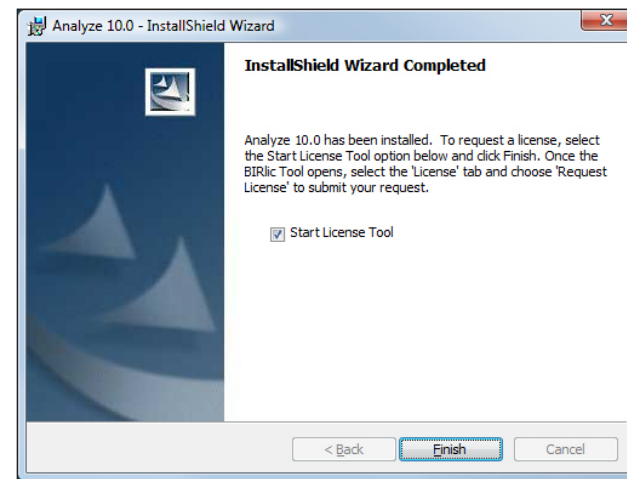 Analyze 10.0 - InstallShield Wizard
InstallShield Wizard Completed
Analyze 10.0 has been installed. To request a license, select
the Start License Tool option below and click Finish. Once the
BIRlic Tool opens, select the 'License' tab and choose 'Request
License' to submit your request.
Start License Tool
< Back
Finish
Cancel